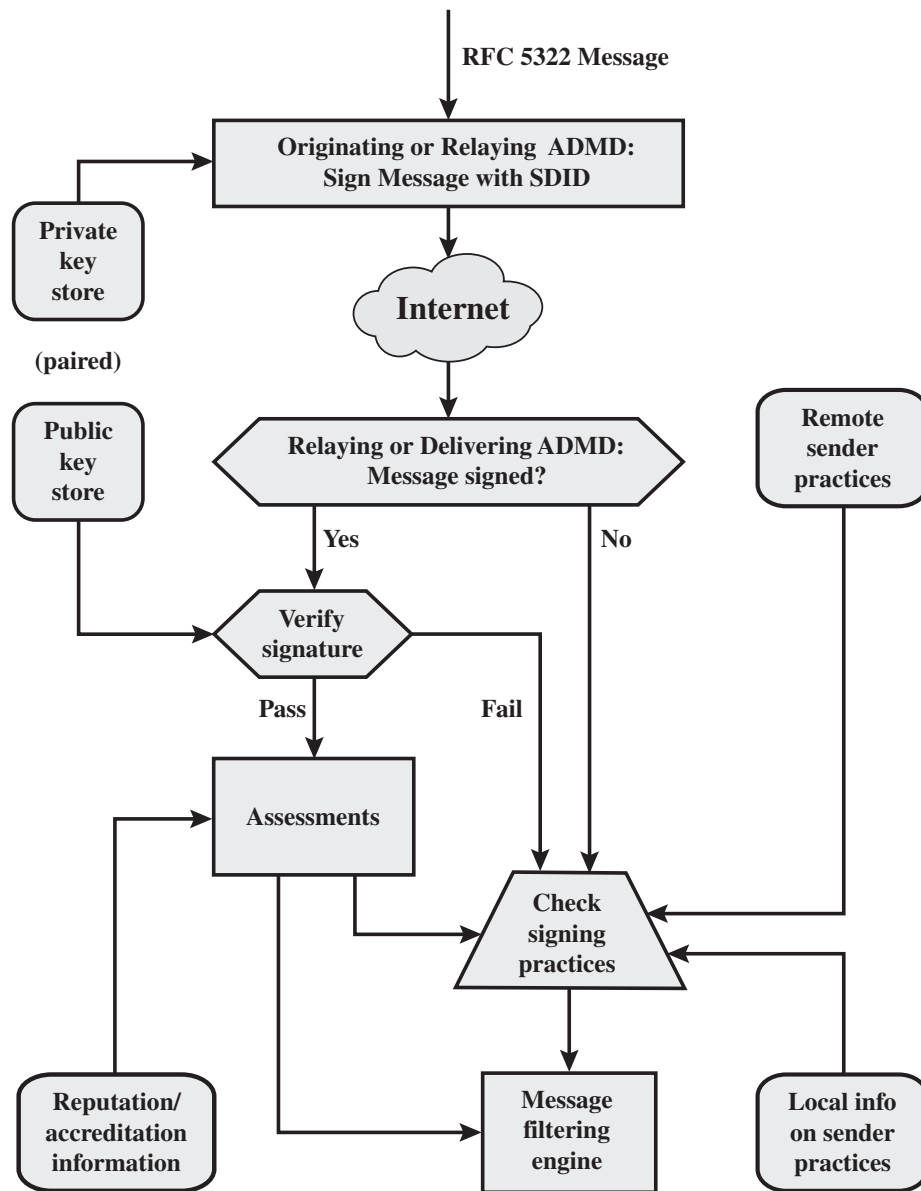 RFC 5322 Message
Originating or Relaying ADMD:
Sign Message with SDID
Private
key
store
Internet
(paired)
Public
key
store
Relaying or Delivering ADMD:
Message signed?
Remote
sender
practices
Yes
No
Verify
signature
Pass
Fail
Assessments
Check
signing
practices
Reputation/
accreditation
information
Message
filtering
engine
Local info
on sender
practices